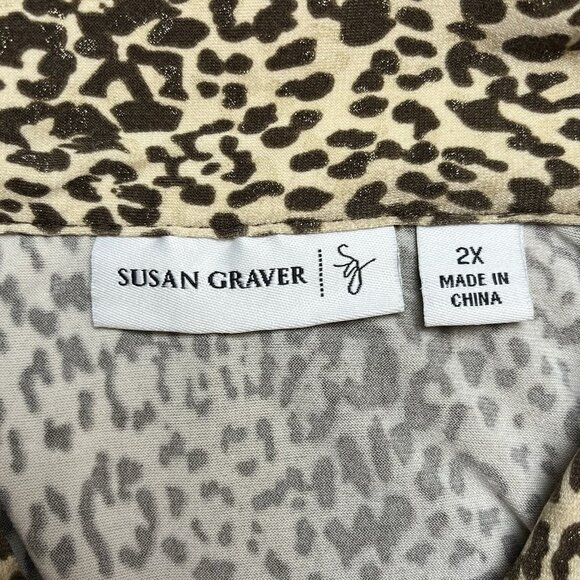 SUSAN GRAVER
sg
2X
MADE IN
CHINA